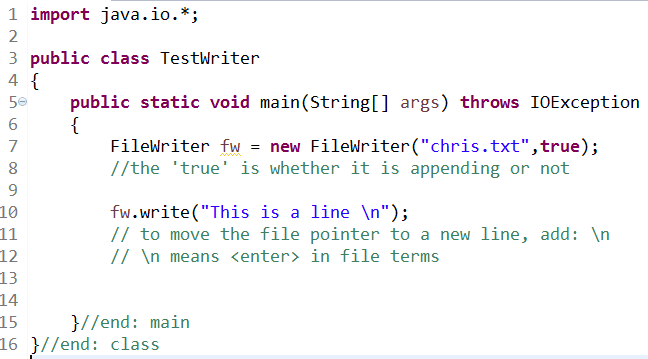 1 import java.io.*;
2
3 public class TestWriter
4 {
5 public static void main(String[] args) throws IOException
6 {
7 FileWriter fw = new FileWriter("chris.txt",true);
8 //the 'true' is whether it is appending or not
9
10 fw.write("This is a line \n");
11 // to move the file pointer to a new line, add: \n
12 // \n means <enter> in file terms
13
14
15 }//end: main
16 }//end: class